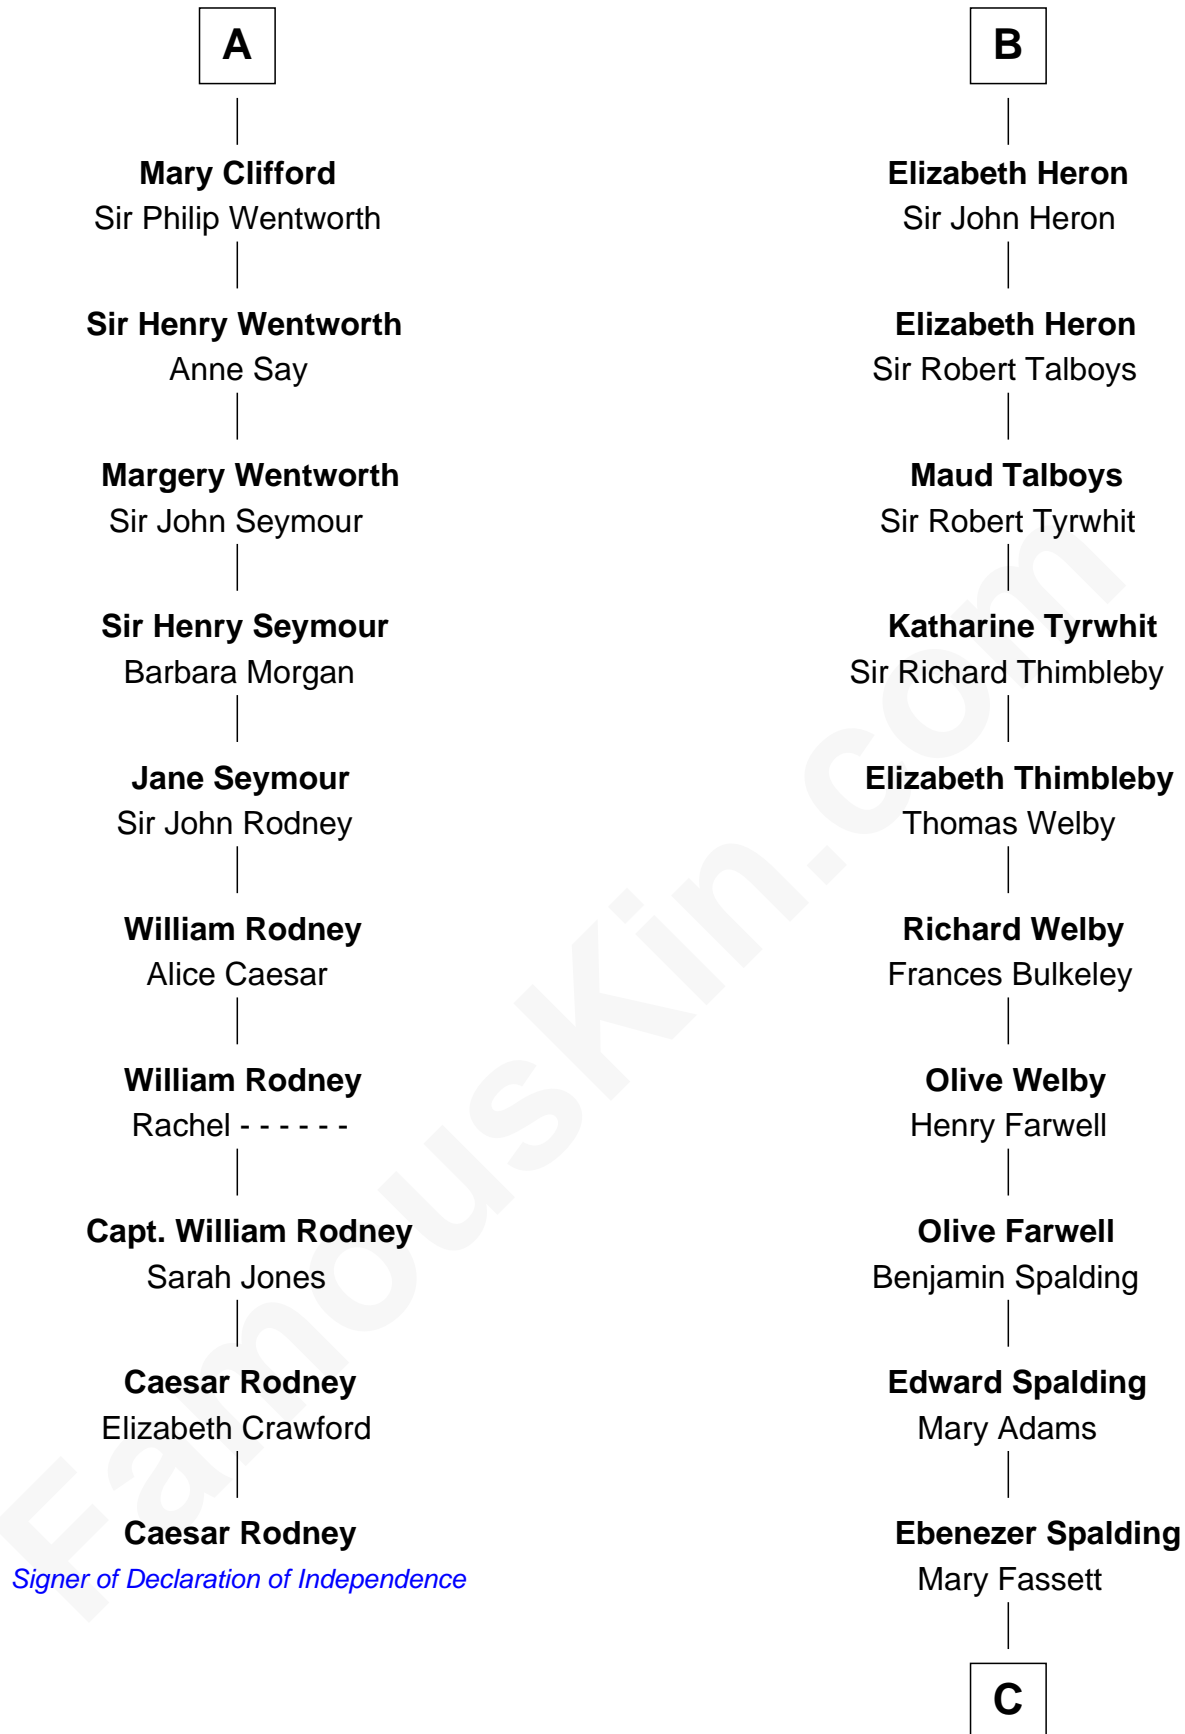 A
Mary Clifford
Sir Philip Wentworth
Sir Henry Wentworth
Anne Say
Margery Wentworth
Sir John Seymour
Sir Henry Seymour
Barbara Morgan
Jane Seymour
Sir John Rodney
William Rodney
Alice Caesar
William Rodney
Rachel - - - - - -
Capt. William Rodney
Sarah Jones
Caesar Rodney
Elizabeth Crawford
Caesar Rodney
Signer of Declaration of Independence
B
Elizabeth Heron
Sir John Heron
Elizabeth Heron
Sir Robert Talboys
Maud Talboys
Sir Robert Tyrwhit
Katharine Tyrwhit
Sir Richard Thimbleby
Elizabeth Thimbleby
Thomas Welby
Richard Welby
Frances Bulkeley
Olive Welby
Henry Farwell
Olive Farwell
Benjamin Spalding
Edward Spalding
Mary Adams
Ebenezer Spalding
Mary Fassett
C
FamousKin.com